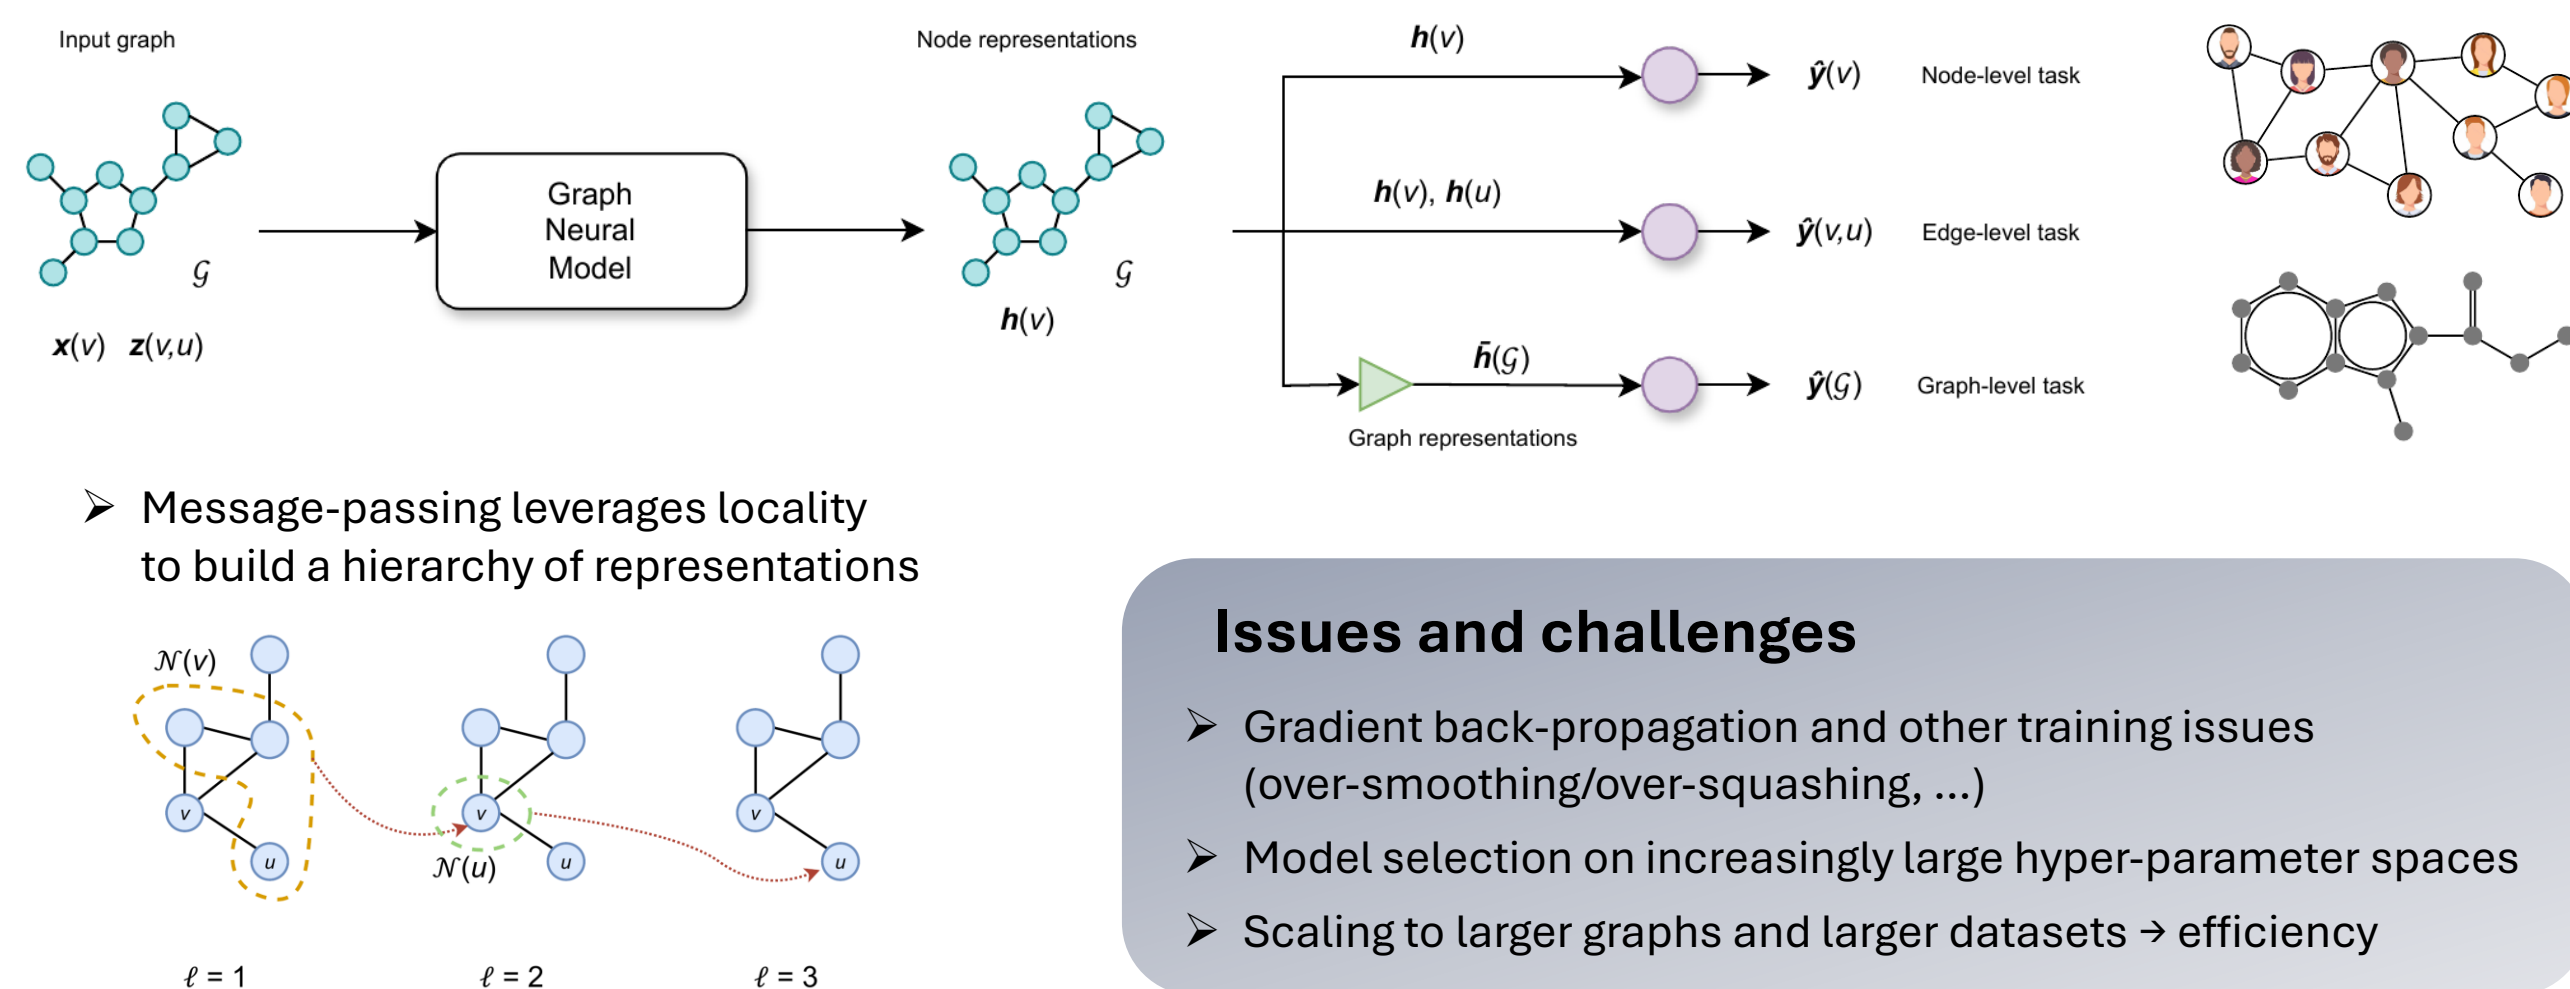 Input graph
Node representations
𝒢
x(v) z(v,u)
Graph
Neural
Model
𝒢
h(v)
h(v)
ŷ(v)
Node-level task
h(v), h(u)
ŷ(v,u)
Edge-level task
h̄(𝒢)
ŷ(𝒢)
Graph-level task
Graph representations
➢ Message-passing leverages locality
to build a hierarchy of representations
𝒩(v)
v
u
v
𝒩(u)
u
v
u
ℓ = 1
ℓ = 2
ℓ = 3
Issues and challenges
➢ Gradient back-propagation and other training issues
(over-smoothing/over-squashing, ...)
➢ Model selection on increasingly large hyper-parameter spaces
➢ Scaling to larger graphs and larger datasets → efficiency